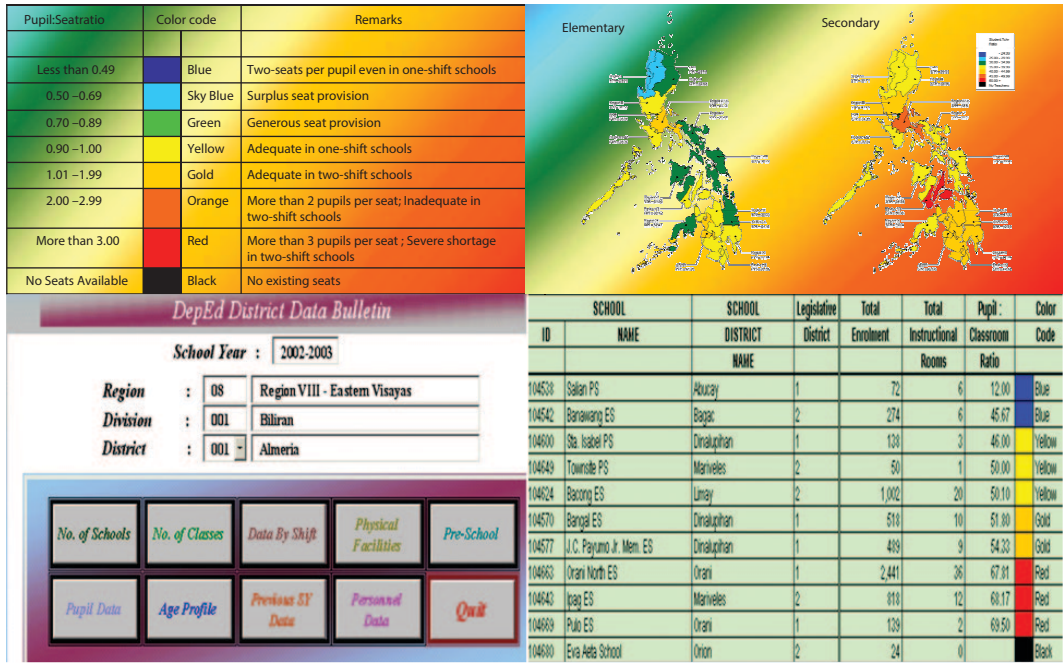 Pupil:Seatratio Color code Remarks
Less than 0.49 Blue Two-seats per pupil even in one-shift schools
0.50 –0.69 Sky Blue Surplus seat provision
0.70 –0.89 Green Generous seat provision
0.90 –1.00 Yellow Adequate in one-shift schools
1.01 –1.99 Gold Adequate in two-shift schools
2.00 –2.99 Orange More than 2 pupils per seat; Inadequate in
two-shift schools
More than 3.00 Red More than 3 pupils per seat ; Severe shortage
in two-shift schools
No Seats Available Black No existing seats
Elementary
Secondary
No Teachers
DepEd District Data Bulletin
School Year : 2002-2003
Region : 08 Region VIII - Eastern Visayas
Division : 001 Biliran
District : 001 Almeria
No. of Schools No. of Classes Data By Shift Physical Facilities Pre-School
Pupil Data Age Profile Previous SY Data Personnel Data Quit
SCHOOL SCHOOL Legislative Total Total Pupil : Color
ID NAME DISTRICT District Enrolment Instructional Classroom Code
NAME Rooms Ratio
104538 Salian PS Abucay 1 72 6 12.00 Blue
104542 Banawang ES Bagac 2 274 6 45.67 Blue
104600 Sta. Isabel PS Dinalupihan 1 138 3 46.00 Yellow
104649 Townsite PS Mariveles 2 50 1 50.00 Yellow
104624 Bacong ES Limay 2 1,002 20 50.10 Yellow
104570 Bangal ES Dinalupihan 1 518 10 51.80 Gold
104577 J.C. Payumo Jr. Mem. ES Dinalupihan 1 489 9 54.33 Gold
104663 Orani North ES Orani 1 2,441 36 67.81 Red
104643 Ipag ES Mariveles 2 818 12 68.17 Red
104669 Pulo ES Orani 1 139 2 69.50 Red
104680 Eva Aeta School Orion 2 24 0 Black